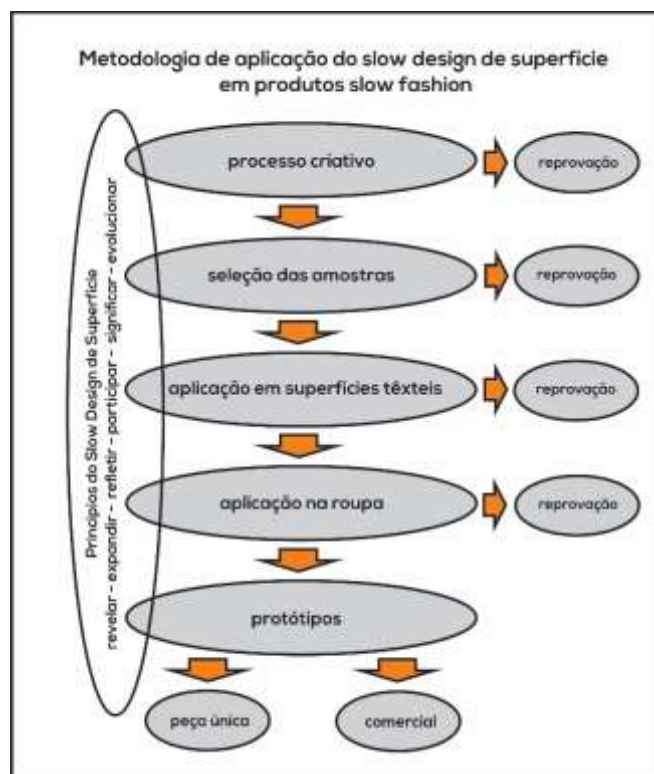 Metodologia de aplicação do slow design de superfície
em produtos slow fashion
Princípios do Slow Design de Superfície
revelar - expandir - refletir - participar - significar - evolucionar
processo criativo
reprovação
seleção das amostras
reprovação
aplicação em superfícies têxteis
reprovação
aplicação na roupa
reprovação
protótipos
peça única
comercial